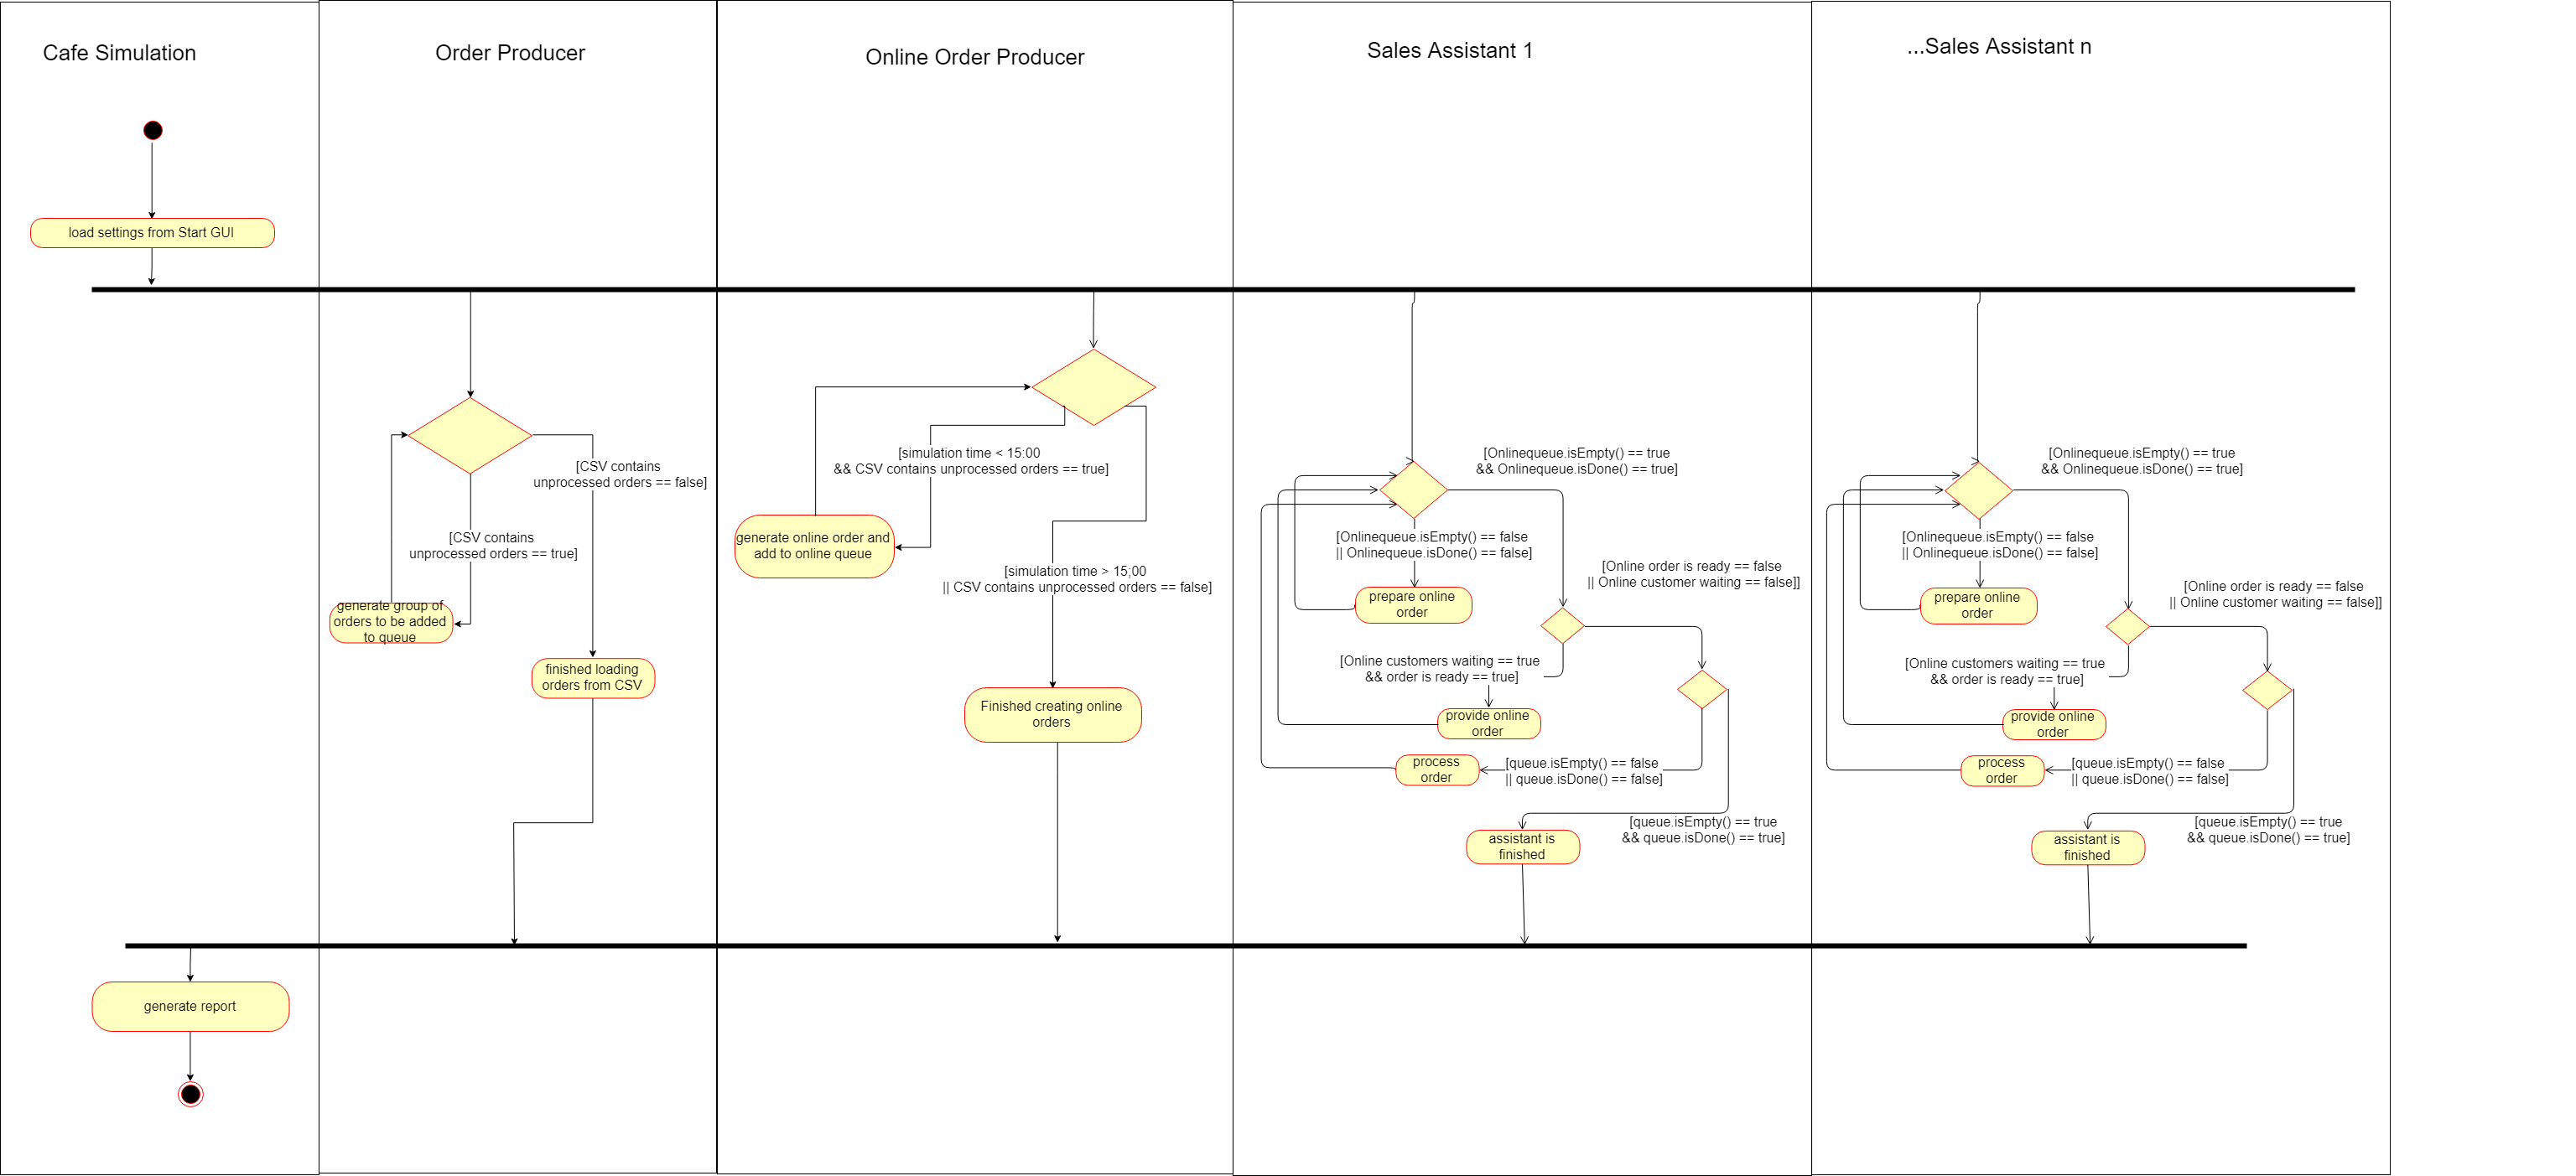 Cafe Simulation
Order Producer
Online Order Producer
Sales Assistant 1
...Sales Assistant n
load settings from Start GUI
[CSV contains
unprocessed orders == false]
[CSV contains
unprocessed orders == true]
generate group of
orders to be added
to queue
finished loading
orders from CSV
[simulation time < 15:00
&& CSV contains unprocessed orders == true]
generate online order and
add to online queue
[simulation time > 15;00
|| CSV contains unprocessed orders == false]
Finished creating online
orders
[Onlinequeue.isEmpty() == true
&& Onlinequeue.isDone() == true]
[Onlinequeue.isEmpty() == false
|| Onlinequeue.isDone() == false]
prepare online
order
[Online order is ready == false
|| Online customer waiting == false]]
[Online customers waiting == true
&& order is ready == true]
provide online
order
process
order
[queue.isEmpty() == false
|| queue.isDone() == false]
[queue.isEmpty() == true
&& queue.isDone() == true]
assistant is
finished
[Onlinequeue.isEmpty() == true
&& Onlinequeue.isDone() == true]
[Onlinequeue.isEmpty() == false
|| Onlinequeue.isDone() == false]
prepare online
order
[Online order is ready == false
|| Online customer waiting == false]]
[Online customers waiting == true
&& order is ready == true]
provide online
order
process
order
[queue.isEmpty() == false
|| queue.isDone() == false]
[queue.isEmpty() == true
&& queue.isDone() == true]
assistant is
finished
generate report